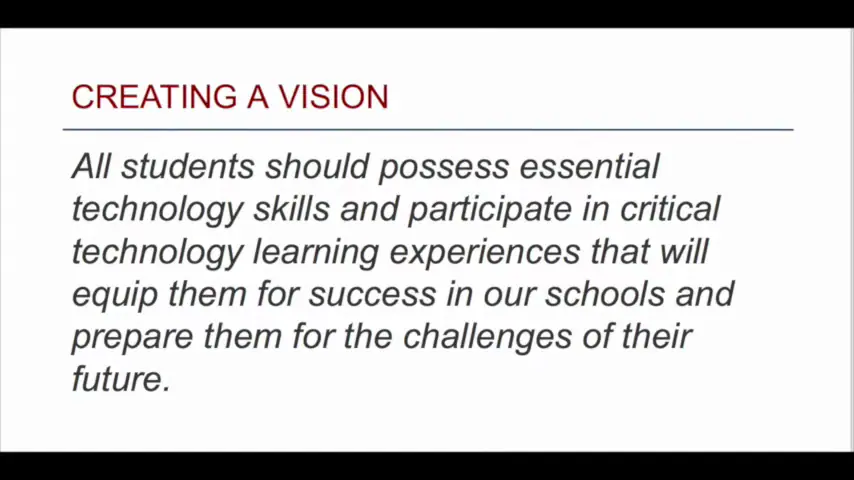 CREATING A VISION
All students should possess essential
technology skills and participate in critical
technology learning experiences that will
equip them for success in our schools and
prepare them for the challenges of their
future.